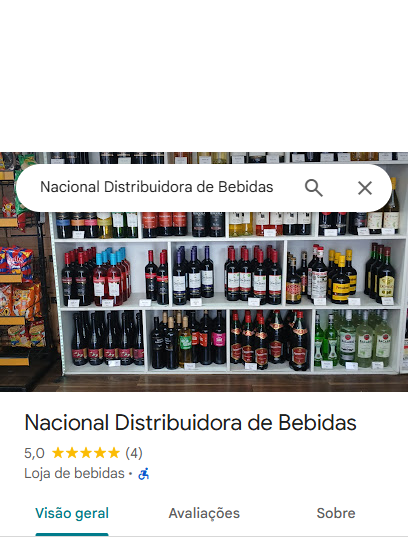 Nacional Distribuidora de Bebidas
Nacional Distribuidora de Bebidas
5,0 (4)
Loja de bebidas ·
Visão geral
Avaliações
Sobre